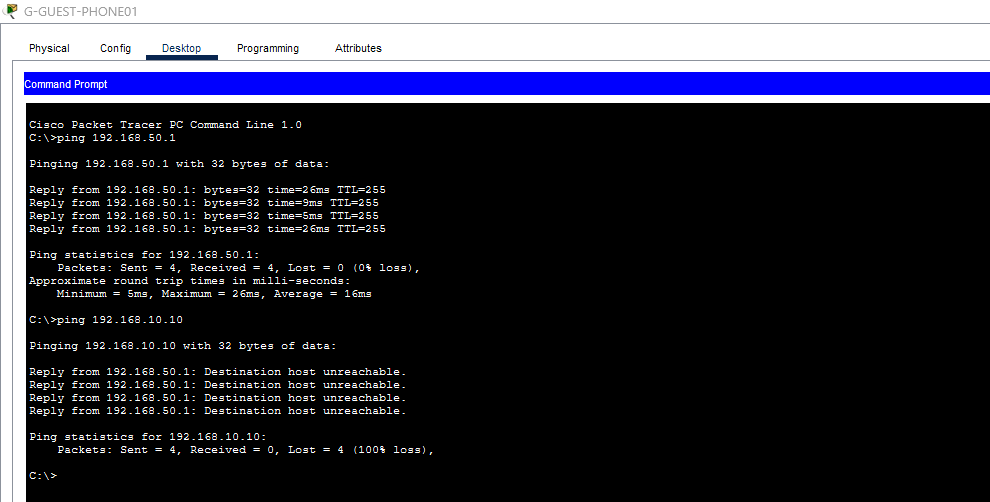 G-GUEST-PHONE01
Physical Config Desktop Programming Attributes
Command Prompt
Cisco Packet Tracer PC Command Line 1.0
C:\>ping 192.168.50.1
Pinging 192.168.50.1 with 32 bytes of data:
Reply from 192.168.50.1: bytes=32 time=26ms TTL=255
Reply from 192.168.50.1: bytes=32 time=9ms TTL=255
Reply from 192.168.50.1: bytes=32 time=5ms TTL=255
Reply from 192.168.50.1: bytes=32 time=26ms TTL=255
Ping statistics for 192.168.50.1:
    Packets: Sent = 4, Received = 4, Lost = 0 (0% loss),
Approximate round trip times in milli-seconds:
    Minimum = 5ms, Maximum = 26ms, Average = 16ms
C:\>ping 192.168.10.10
Pinging 192.168.10.10 with 32 bytes of data:
Reply from 192.168.50.1: Destination host unreachable.
Reply from 192.168.50.1: Destination host unreachable.
Reply from 192.168.50.1: Destination host unreachable.
Reply from 192.168.50.1: Destination host unreachable.
Ping statistics for 192.168.10.10:
    Packets: Sent = 4, Received = 0, Lost = 4 (100% loss),
C:\>